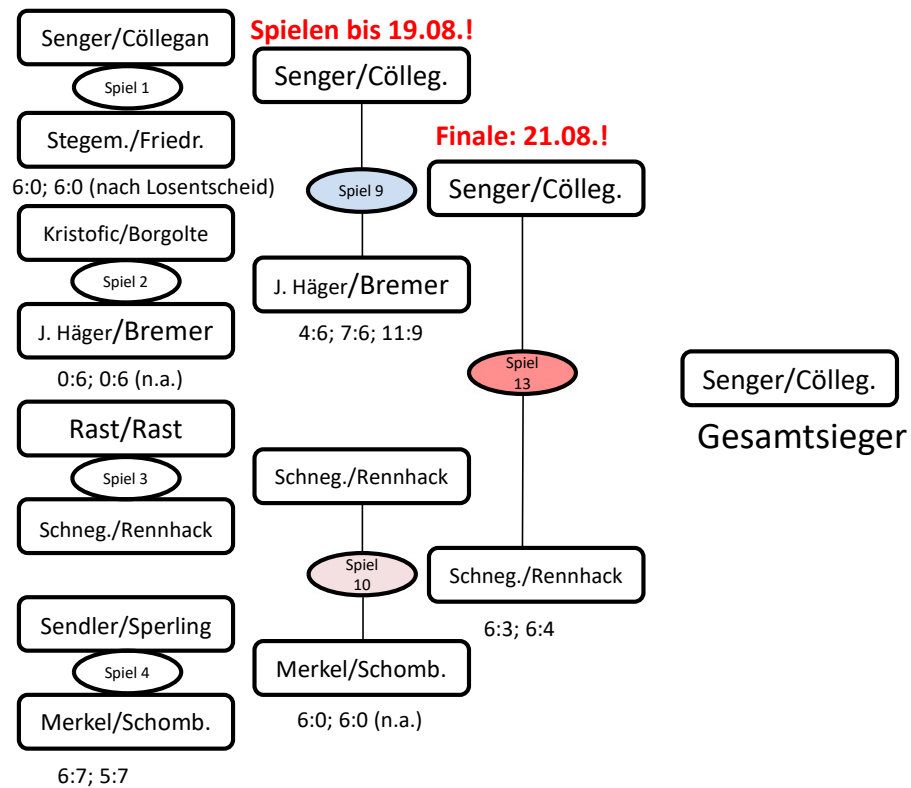 Senger/Cöllegan
Spiel 1
Stegem./Friedr.
6:0; 6:0 (nach Losentscheid)
Kristofic/Borgolte
Spiel 2
J. Häger/Bremer
0:6; 0:6 (n.a.)
Rast/Rast
Spiel 3
Schneg./Rennhack
Sendler/Sperling
Spiel 4
Merkel/Schomb.
6:7; 5:7
Spielen bis 19.08.!
Senger/Cölleg.
Spiel 9
J. Häger/Bremer
4:6; 7:6; 11:9
Schneg./Rennhack
Spiel
10
Merkel/Schomb.
6:0; 6:0 (n.a.)
Finale: 21.08.!
Senger/Cölleg.
Spiel
13
Schneg./Rennhack
6:3; 6:4
Senger/Cölleg.
Gesamtsieger